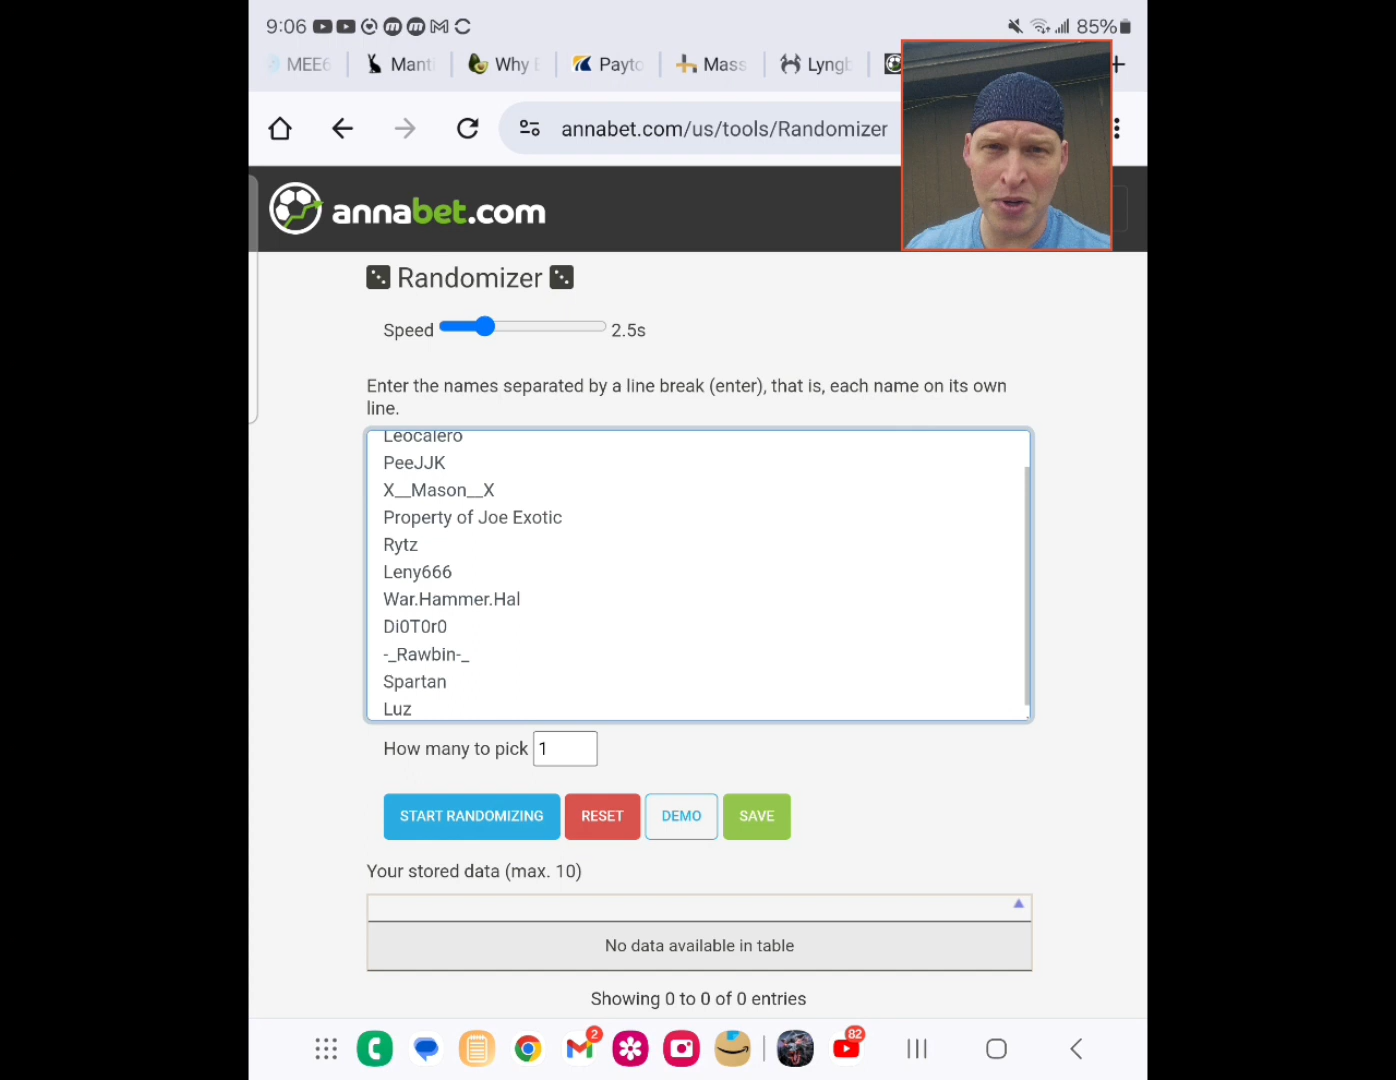 9:06
85%
MEE6
Manti
Why
Payto
Mass
Lyngb
annabet.com/us/tools/Randomizer
annabet.com
Randomizer
Speed 2.5s
Enter the names separated by a line break (enter), that is, each name on its own
line.
Leocalero
PeeJJK
X__Mason__X
Property of Joe Exotic
Rytz
Leny666
War.Hammer.Hal
Di0T0r0
-_Rawbin-_
Spartan
Luz
How many to pick 1
START RANDOMIZING RESET DEMO SAVE
Your stored data (max. 10)
No data available in table
Showing 0 to 0 of 0 entries
2
82